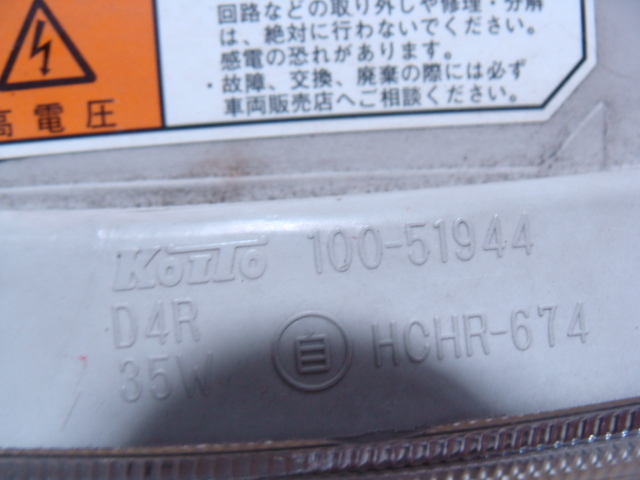 回路などの取り外しや修理・分解
は、絶対に行わないでください。
感電の恐れがあります。
・故障、交換、廃棄の際には必ず
車両販売店へご相談ください。
高電圧
KOITO 100-51944
D4R
35W 自 HCHR-674